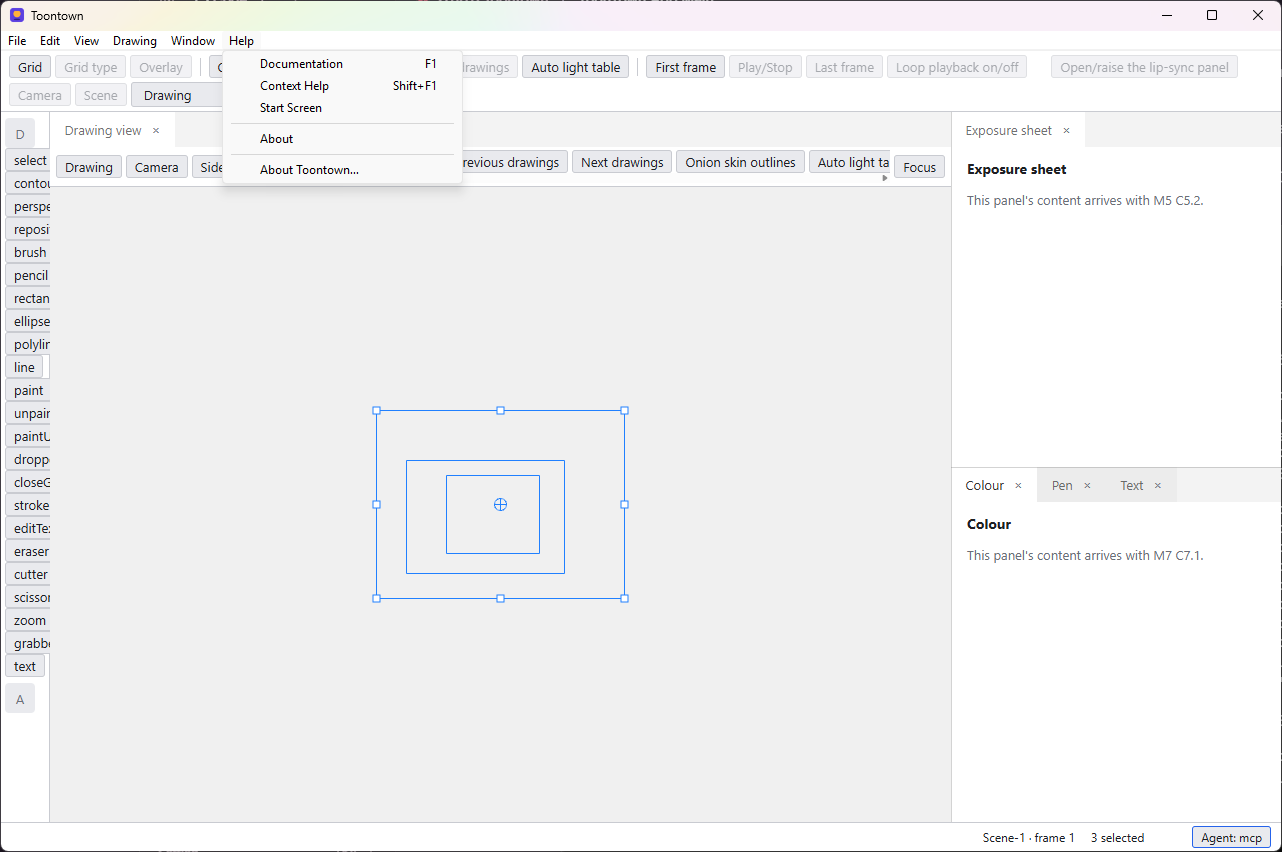 Toontown
File Edit View Drawing Window Help
Grid Grid type Overlay Auto light table First frame Play/Stop Last frame Loop playback on/off Open/raise the lip-sync panel
Camera Scene Drawing
Documentation F1
Context Help Shift+F1
Start Screen
About
About Toontown...
D
select
brush
pencil
ellipse
line
paint
stroke
eraser
cutter
zoom
text
A
Drawing view ×
Drawing Camera Side Next drawings Onion skin outlines Auto light ta Focus
Exposure sheet ×
Exposure sheet
This panel's content arrives with M5 C5.2.
Colour × Pen × Text ×
Colour
This panel's content arrives with M7 C7.1.
Scene-1 · frame 1 3 selected Agent: mcp